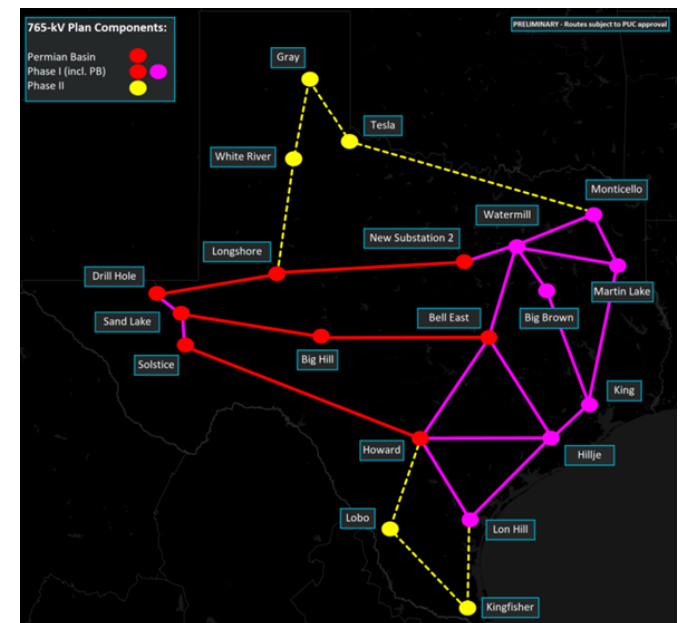 765-kV Plan Components:
PRELIMINARY - Routes subject to PUC approval
Permian Basin
Phase I (incl. PB)
Phase II
Gray
Tesla
White River
Monticello
Watermill
New Substation 2
Longshore
Drill Hole
Martin Lake
Sand Lake
Bell East
Big Brown
Big Hill
Solstice
King
Howard
Hillje
Lobo
Lon Hill
Kingfisher